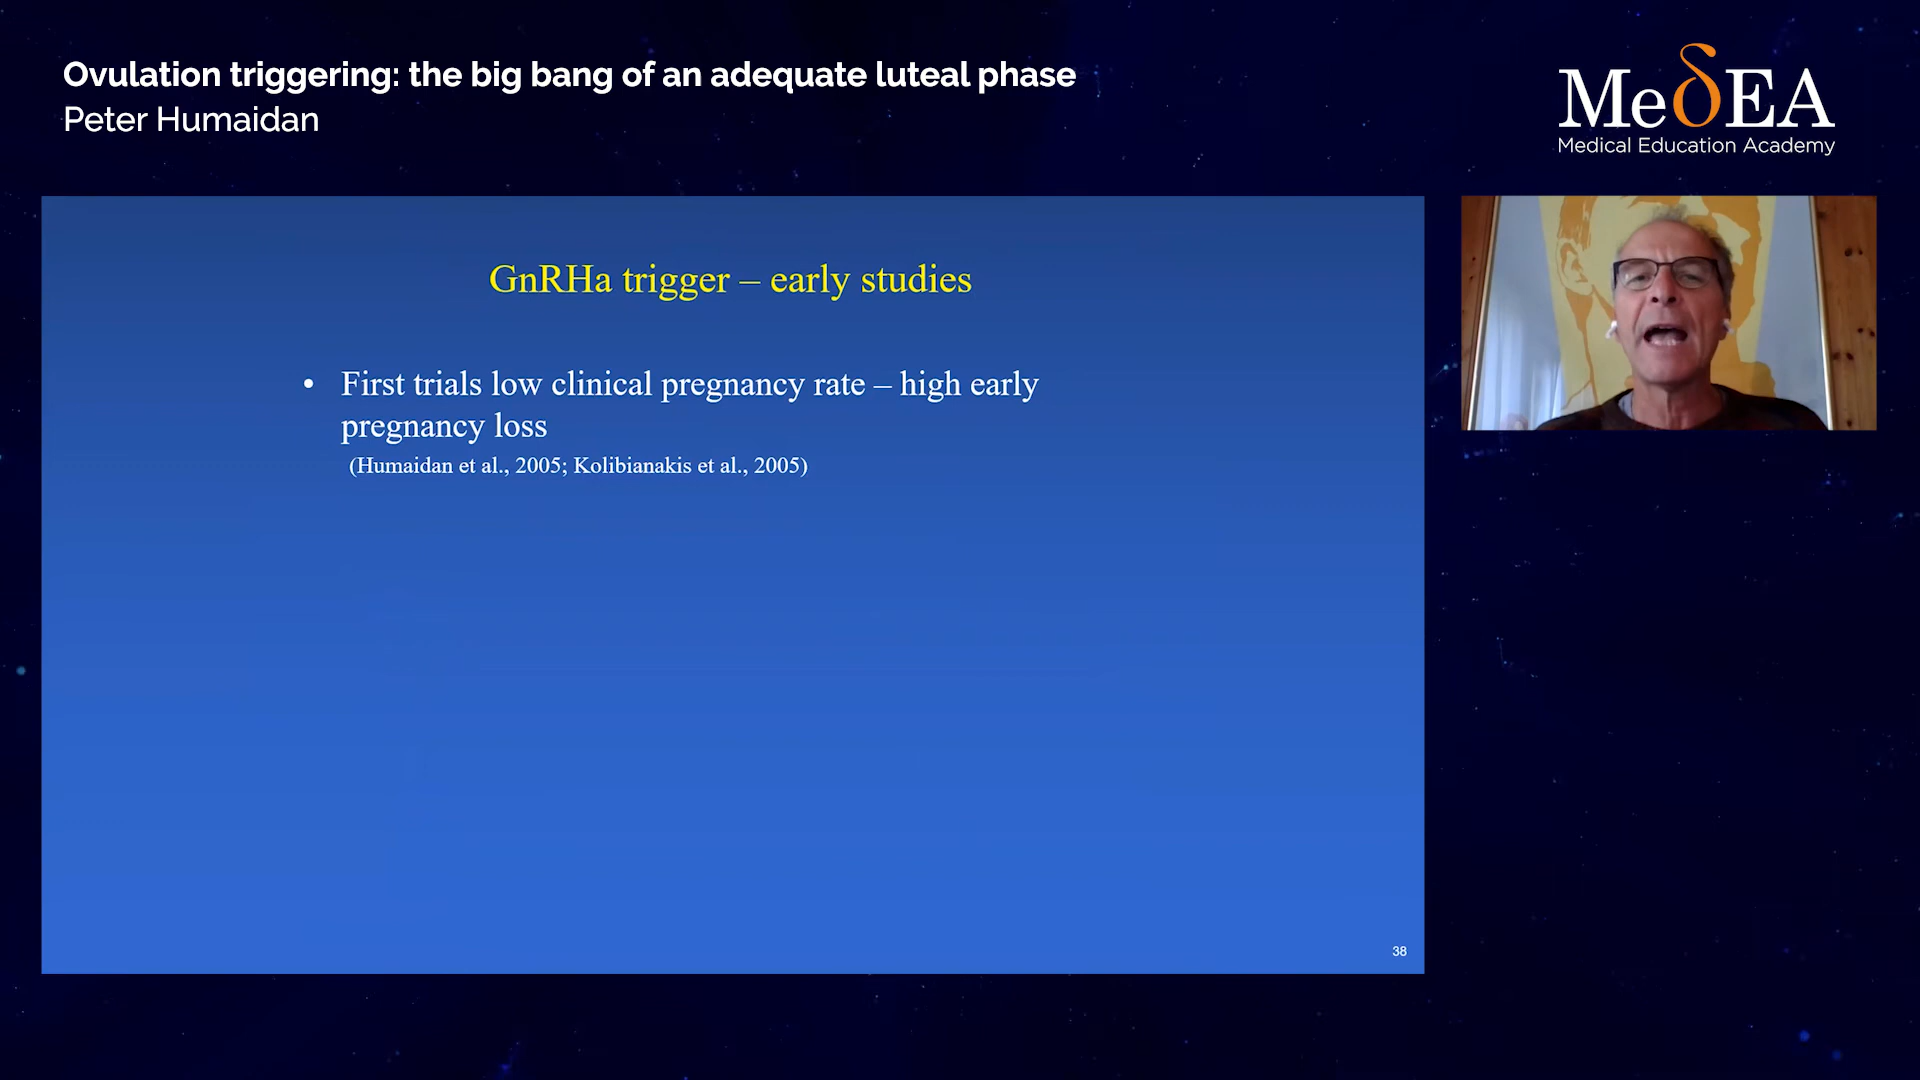 Ovulation triggering: the big bang of an adequate luteal phase
Peter Humaidan
MeδEA
Medical Education Academy
GnRHa trigger – early studies
• First trials low clinical pregnancy rate – high early
pregnancy loss
(Humaidan et al., 2005; Kolibianakis et al., 2005)
38